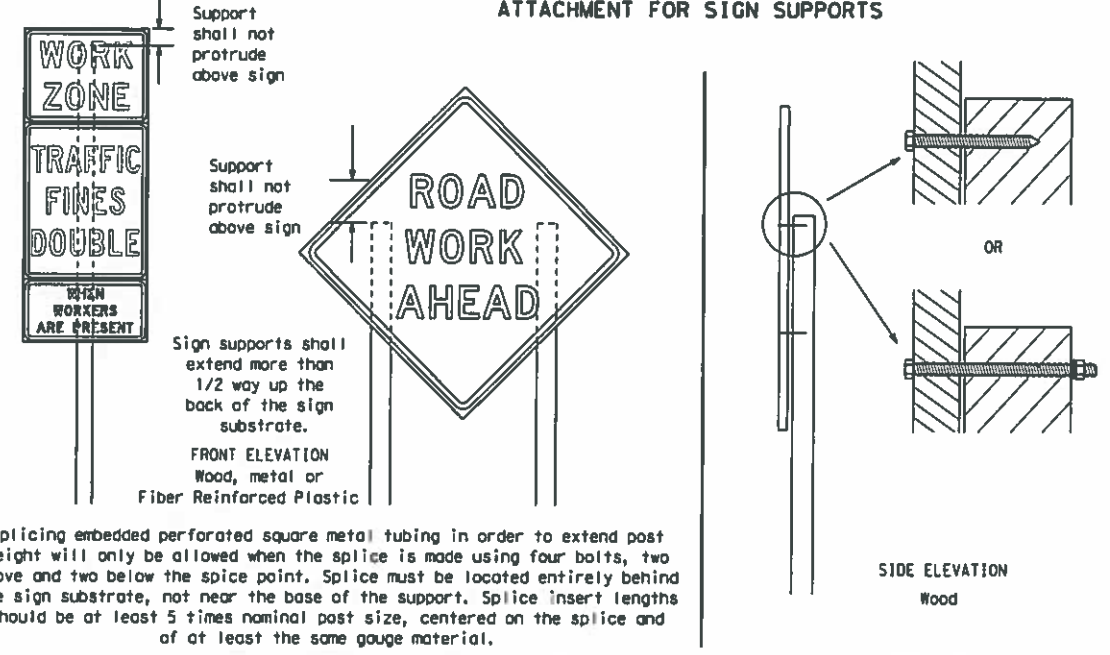 ATTACHMENT FOR SIGN SUPPORTS
Support
shall not
protrude
above sign
WORK
ZONE
TRAFFIC
FINES
DOUBLE
WHEN
WORKERS
ARE PRESENT
Support
shall not
protrude
above sign
ROAD
WORK
AHEAD
Sign supports shall
extend more than
1/2 way up the
back of the sign
substrate.
FRONT ELEVATION
Wood, metal or
Fiber Reinforced Plastic
OR
SIDE ELEVATION
Wood
plicing embedded perforated square metal tubing in order to extend post
eight will only be allowed when the splice is made using four bolts, two
ove and two below the spice point. Splice must be located entirely behind
e sign substrate, not near the base of the support. Splice insert lengths
hould be at least 5 times nominal post size, centered on the splice and
of at least the same gauge material.